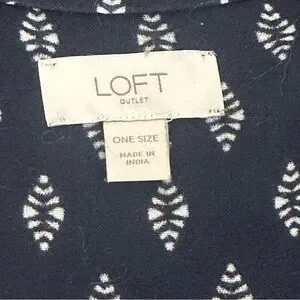 LOFT
OUTLET
ONE SIZE
MADE IN
INDIA